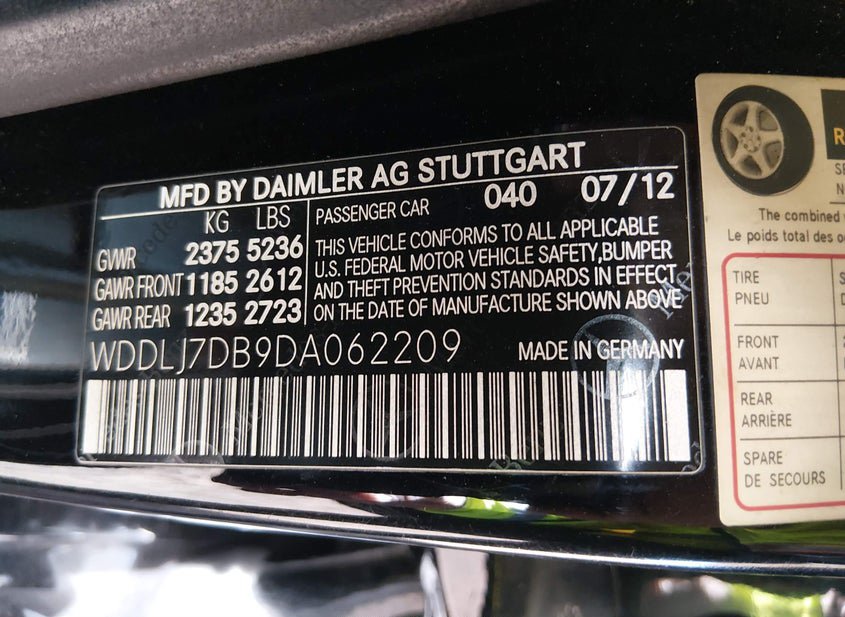 MFD BY DAIMLER AG STUTTGART
KG LBS
GVWR 2375 5236
GAWR FRONT 1185 2612
GAWR REAR 1235 2723
PASSENGER CAR 040 07/12
THIS VEHICLE CONFORMS TO ALL APPLICABLE
U.S. FEDERAL MOTOR VEHICLE SAFETY,BUMPER
AND THEFT PREVENTION STANDARDS IN EFFECT
ON THE DATE OF MANUFACTURE SHOWN ABOVE
WDDLJ7DB9DA062209
MADE IN GERMANY
The combined
Le poids total des
TIRE
PNEU
FRONT
AVANT
REAR
ARRIÈRE
SPARE
DE SECOURS